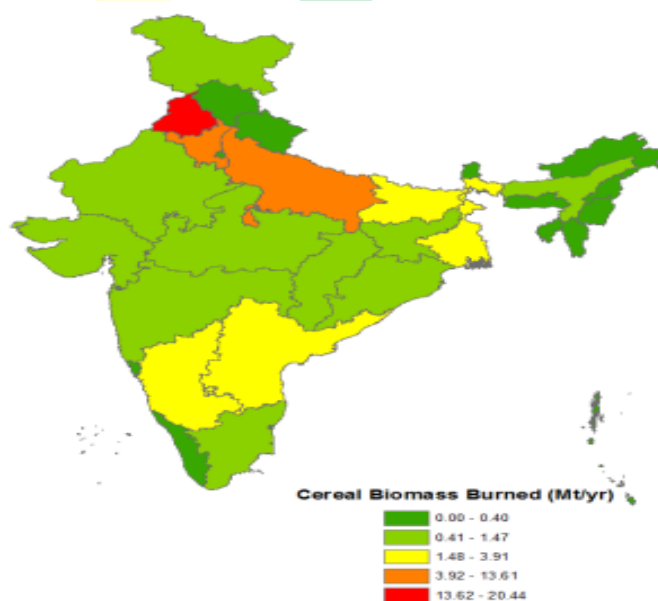 Cereal Biomass Burned (Mt/yr)
0.00 - 0.40
0.41 - 1.47
1.48 - 3.91
3.92 - 13.61
13.62 - 20.44